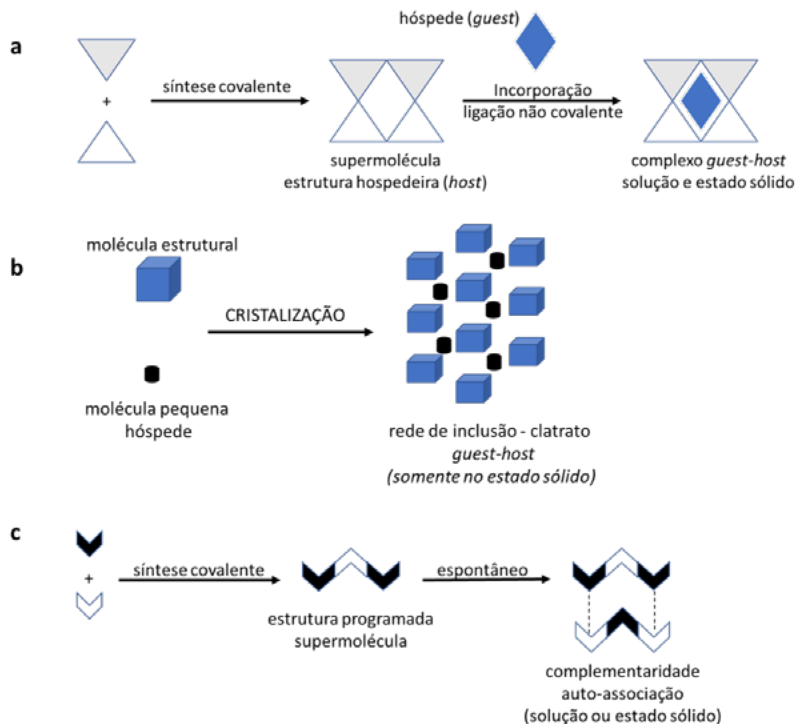 a
hóspede (guest)
+
síntese covalente
Incorporação
ligação não covalente
supermolécula
estrutura hospedeira (host)
complexo guest-host
solução e estado sólido
b
molécula estrutural
CRISTALIZAÇÃO
molécula pequena
hóspede
rede de inclusão - clatrato
guest-host
(somente no estado sólido)
c
+
síntese covalente
espontâneo
estrutura programada
supermolécula
complementaridade
auto-associação
(solução ou estado sólido)